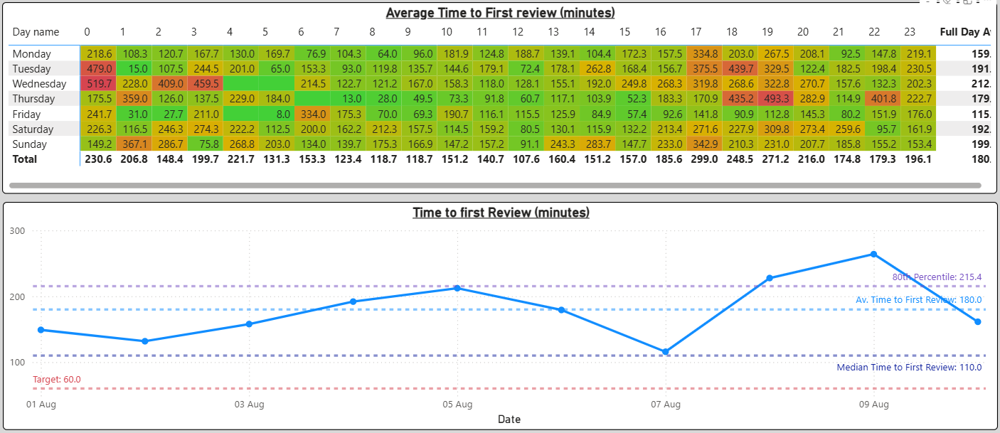 Average Time to First review (minutes)
Day name 0 1 2 3 4 5 6 7 8 9 10 11 12 13 14 15 16 17 18 19 20 21 22 23 Full Day Av
Monday 218.6 108.3 120.7 167.7 130.0 169.7 76.9 104.3 64.0 96.0 181.9 124.8 188.7 139.1 104.4 172.3 157.5 334.8 203.0 267.5 208.1 92.5 147.8 219.1 159.
Tuesday 479.0 15.0 107.5 244.5 201.0 65.0 153.3 93.0 119.8 135.7 144.6 179.1 72.4 178.1 262.8 168.4 156.7 375.5 439.7 329.5 122.4 182.5 198.4 230.5 191.
Wednesday 519.7 228.0 409.0 459.5 214.5 122.7 121.2 167.0 158.3 118.0 128.1 155.1 192.0 249.8 268.3 319.8 268.6 322.8 270.7 157.6 132.3 202.3 212.
Thursday 175.5 359.0 126.0 137.5 229.0 184.0 13.0 28.0 49.5 73.3 91.8 60.7 117.1 103.9 52.3 183.3 170.9 435.2 493.3 282.9 114.9 401.8 222.7 179.
Friday 241.7 31.0 27.7 211.0 8.0 334.0 175.3 70.0 69.3 190.7 116.1 115.5 125.9 84.9 57.4 92.6 141.8 90.9 112.8 145.3 80.2 151.9 176.0 115.
Saturday 226.3 116.5 246.3 274.3 222.2 112.5 200.0 162.2 212.3 157.5 114.5 159.2 80.5 130.1 115.9 132.2 213.4 271.6 227.9 309.8 273.4 259.6 95.7 161.9 192.
Sunday 149.2 367.1 286.7 75.8 268.8 203.0 134.0 139.7 175.3 166.9 147.2 157.2 91.1 243.3 283.7 147.7 233.0 342.9 210.3 231.0 207.7 185.8 155.2 153.4 199.
Total 230.6 206.8 148.4 199.7 221.7 131.3 153.3 123.4 118.7 118.7 151.2 140.7 107.6 160.4 151.2 157.0 185.6 299.0 248.5 271.2 216.0 174.8 179.3 196.1 180.
Time to first Review (minutes)
300
80th Percentile: 215.4
200
Av. Time to First Review: 180.0
100
Median Time to First Review: 110.0
Target: 60.0
01 Aug 03 Aug 05 Aug 07 Aug 09 Aug
Date